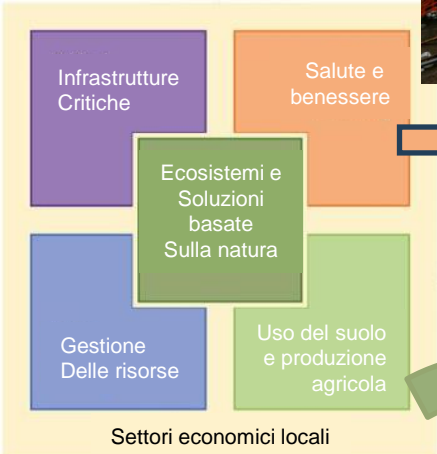 Infrastrutture
Critiche
Salute e
benessere
Ecosistemi e
Soluzioni
basate
Sulla natura
Gestione
Delle risorse
Uso del suolo
e produzione
agricola
Settori economici locali